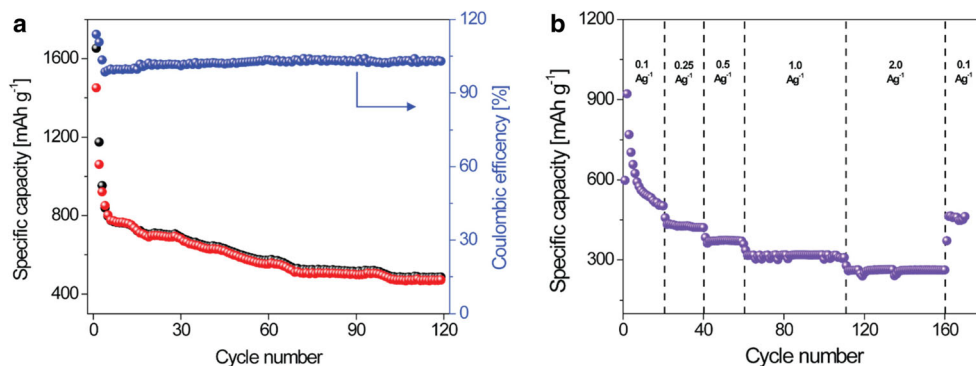 a
Specific capacity [mAh g⁻¹]
1600
1200
800
400
120
90
60
30
0
Coulombic efficency [%]
0
30
60
90
120
Cycle number
b
Specific capacity [mAh g⁻¹]
1200
900
600
300
0.1
Ag⁻¹
0.25
Ag⁻¹
0.5
Ag⁻¹
1.0
Ag⁻¹
2.0
Ag⁻¹
0.1
Ag⁻¹
0
40
80
120
160
Cycle number